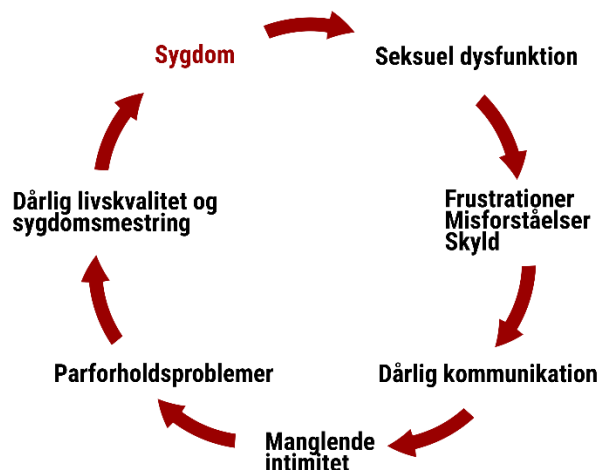 Sygdom
Seksuel dysfunktion
Frustrationer
Misforståelser
Skyld
Dårlig kommunikation
Manglende
intimitet
Parforholdsproblemer
Dårlig livskvalitet og
sygdomsmestring